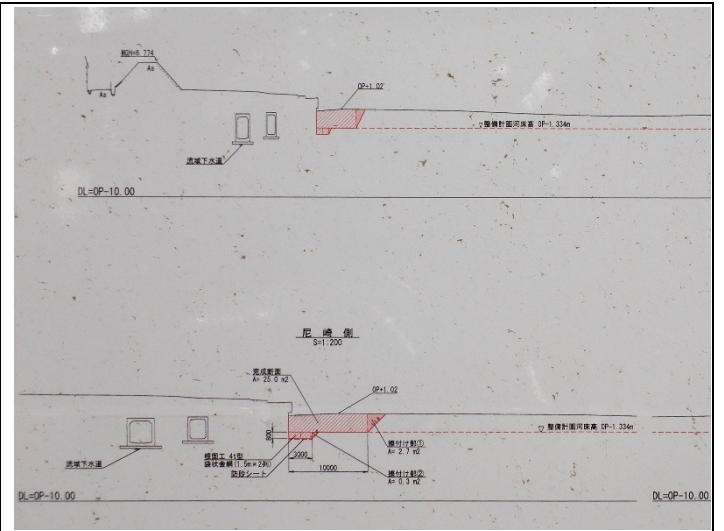 MGH=6.774
As
As
OP+1.02
▽整備計画河床高 OP-1.334m
流域下水道
DL=OP-10.00
尼崎側
S=1:200
完成断面
A= 25.0 m2
OP+1.02
▽ 整備計画河床高 OP-1.334m
800
根固工 4t型
袋状金網(1.5m×2列)
防砂シート
3000
10000
擦付け部①
A= 2.7 m2
擦付け部②
A= 0.3 m2
流域下水道
DL=OP-10.00
DL=OP-10.00